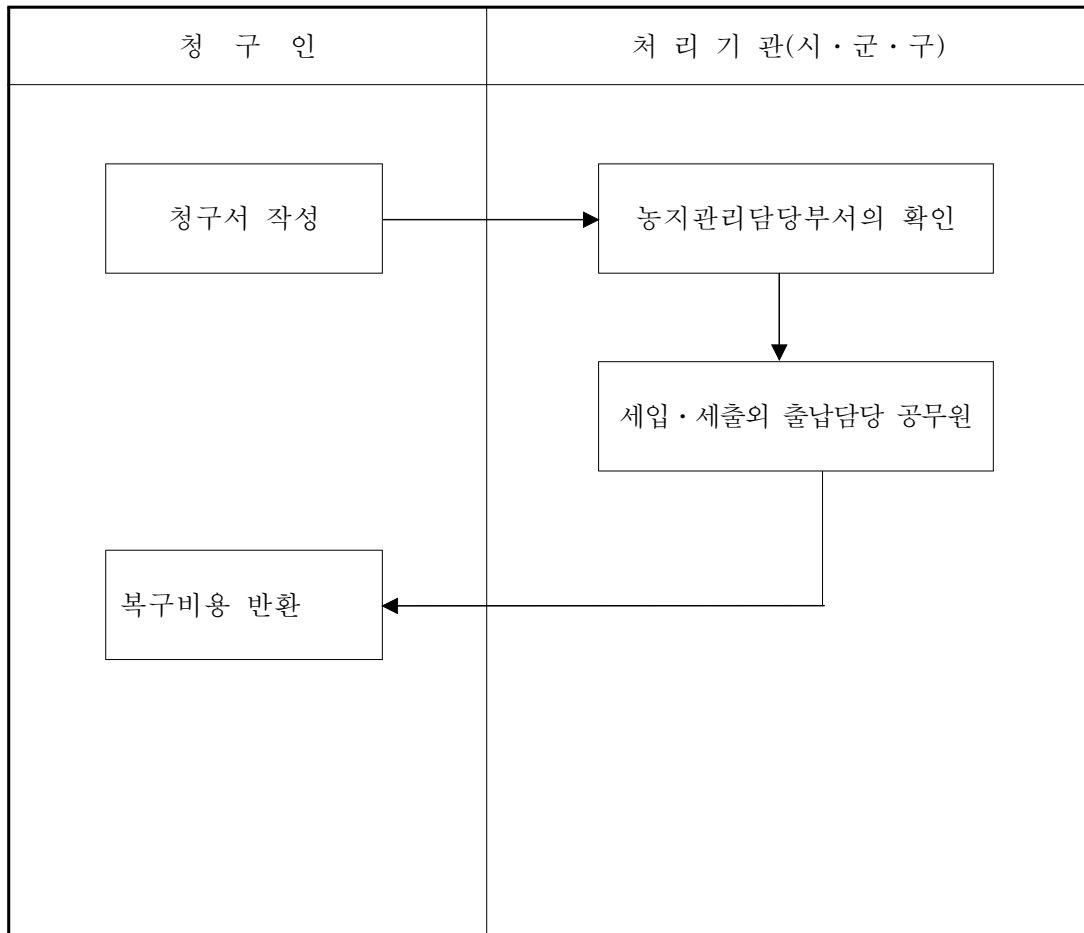 청 구 인
처 리 기 관(시·군·구)
청구서 작성
농지관리담당부서의 확인
세입·세출외 출납담당 공무원
복구비용 반환